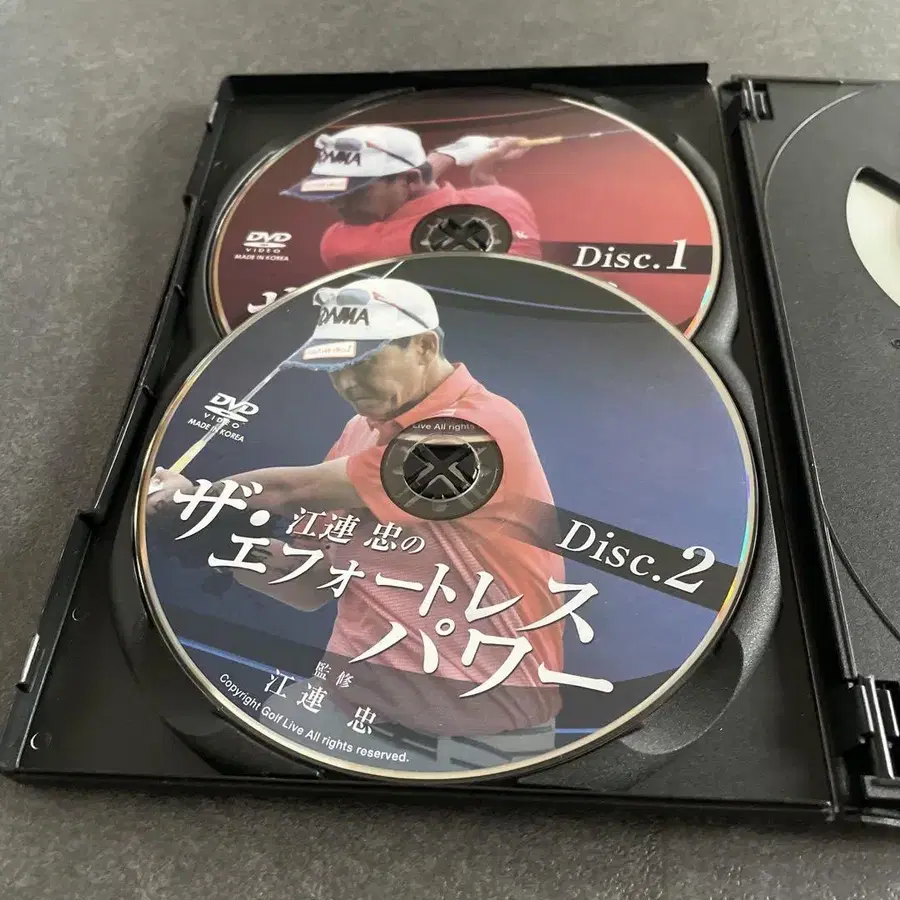 HONMA
DVD
VIDEO
MADE IN KOREA
Disc.1
HONMA
DVD
VIDEO
MADE IN KOREA
Live All rights
江連 忠の
ザ・エフォートレス
パワー
Disc.2
監修
江連 忠
Copyright Golf Live All rights reserved.